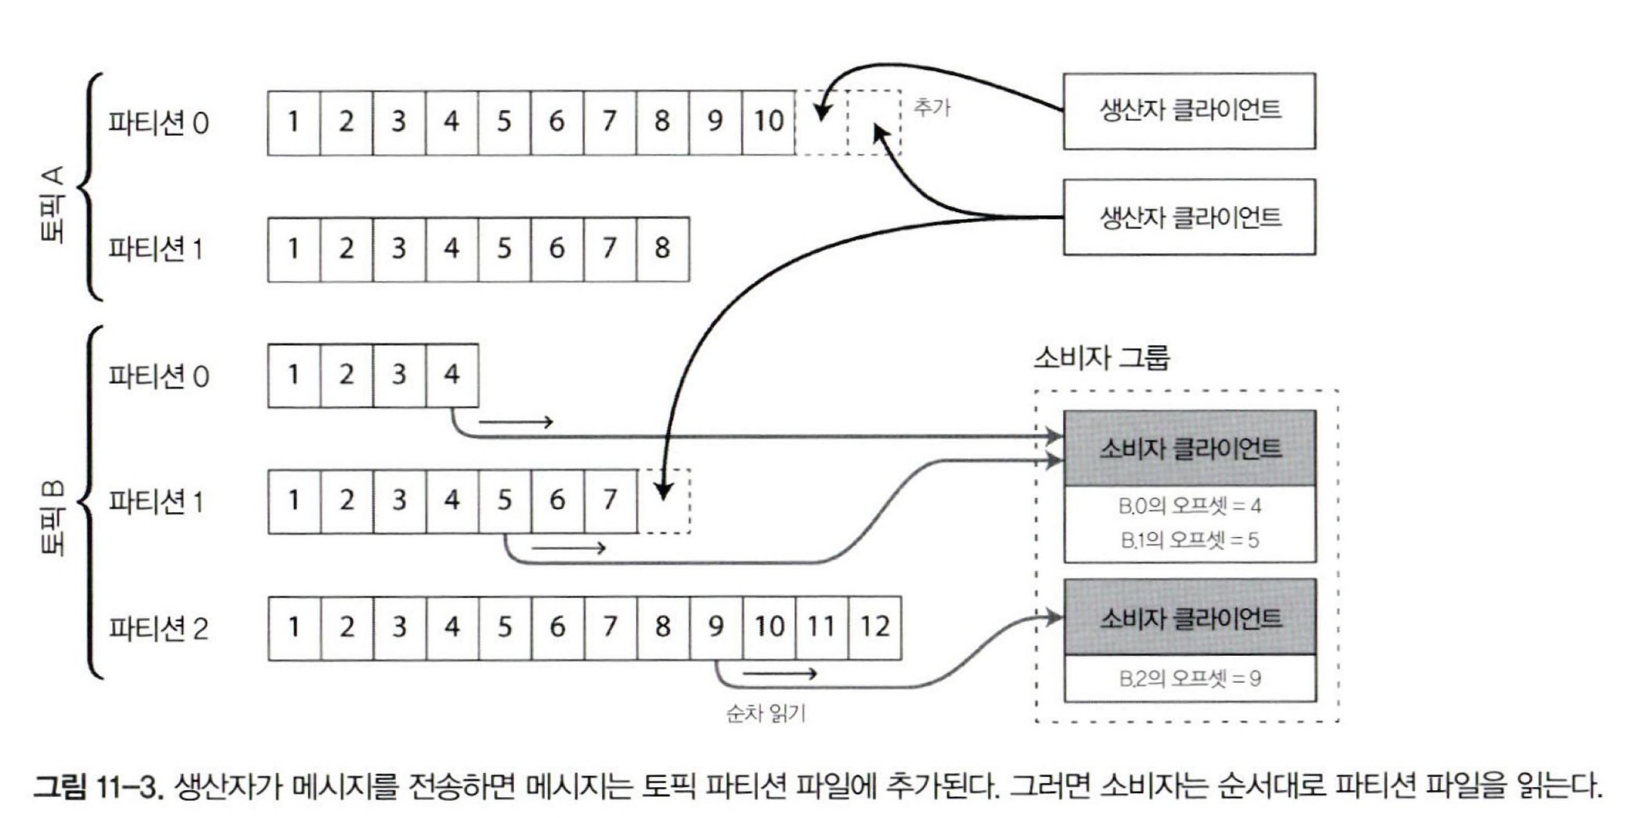 토픽 A
파티션 0
1 2 3 4 5 6 7 8 9 10
추가
생산자 클라이언트
파티션 1
1 2 3 4 5 6 7 8
생산자 클라이언트
토픽 B
파티션 0
1 2 3 4
파티션 1
1 2 3 4 5 6 7
파티션 2
1 2 3 4 5 6 7 8 9 10 11 12
순차 읽기
소비자 그룹
소비자 클라이언트
B.0의 오프셋 = 4
B.1의 오프셋 = 5
소비자 클라이언트
B.2의 오프셋 = 9
그림 11-3. 생산자가 메시지를 전송하면 메시지는 토픽 파티션 파일에 추가된다. 그러면 소비자는 순서대로 파티션 파일을 읽는다.